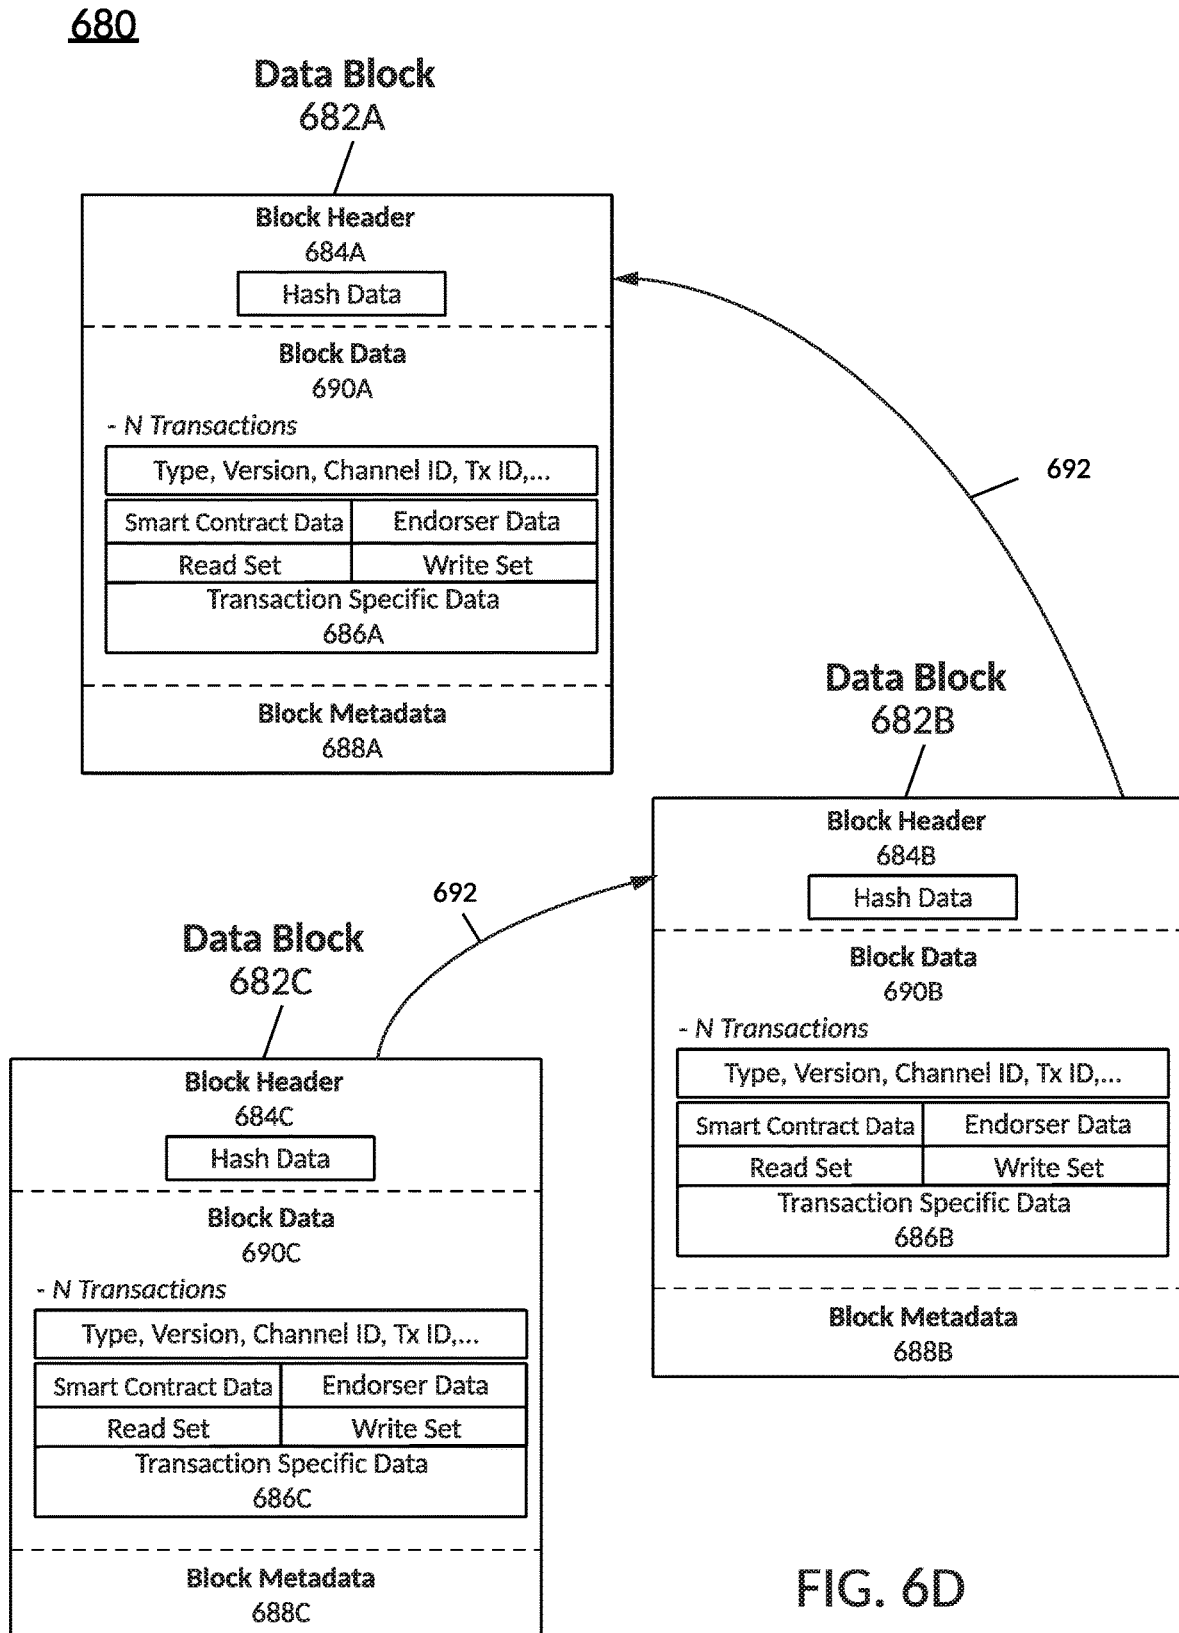 680
Data Block
682A
Block Header
684A
Hash Data
Block Data
690A
- N Transactions
Type, Version, Channel ID, Tx ID,...
Smart Contract Data
Endorser Data
Read Set
Write Set
Transaction Specific Data
686A
Block Metadata
688A
692
Data Block
682B
Block Header
684B
Hash Data
Block Data
690B
- N Transactions
Type, Version, Channel ID, Tx ID,...
Smart Contract Data
Endorser Data
Read Set
Write Set
Transaction Specific Data
686B
Block Metadata
688B
692
Data Block
682C
Block Header
684C
Hash Data
Block Data
690C
- N Transactions
Type, Version, Channel ID, Tx ID,...
Smart Contract Data
Endorser Data
Read Set
Write Set
Transaction Specific Data
686C
Block Metadata
688C
FIG. 6D